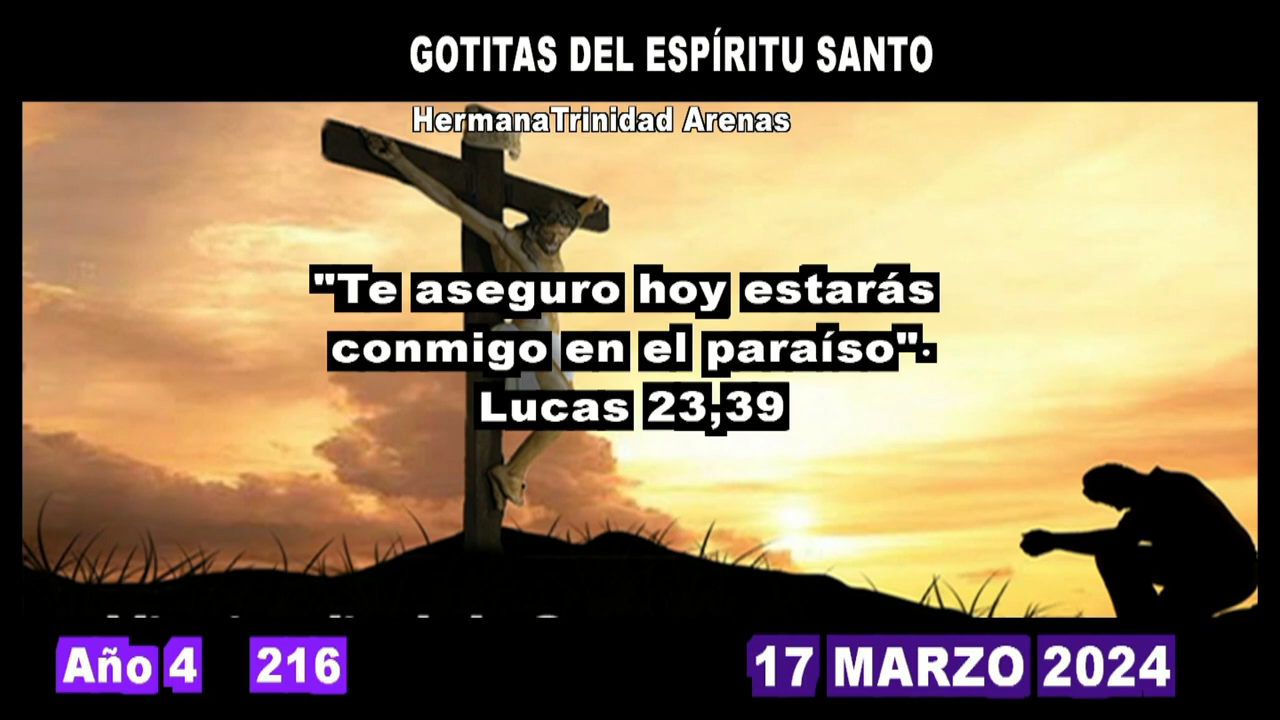 GOTITAS DEL ESPÍRITU SANTO
HermanaTrinidad Arenas
"Te aseguro hoy estarás
conmigo en el paraíso".
Lucas 23,39
Año 4 216
17 MARZO 2024